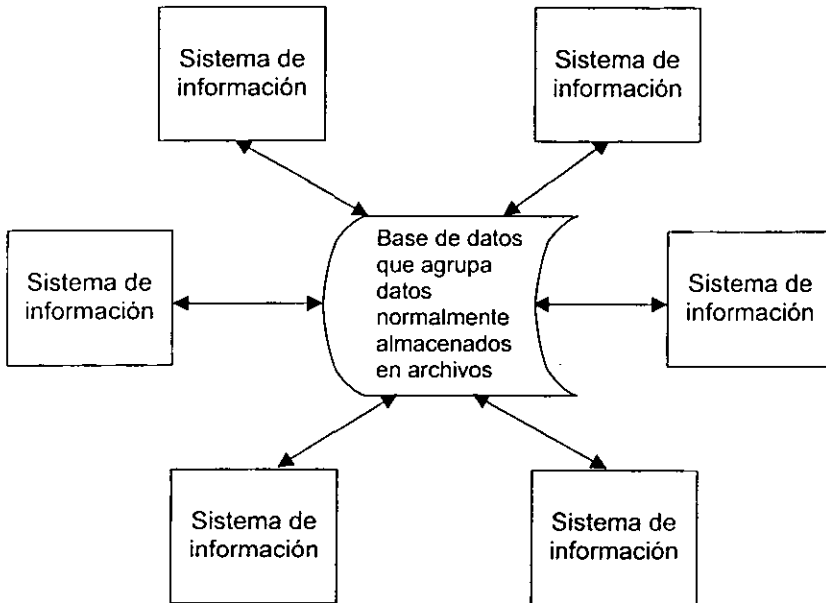 Sistema de
información
Sistema de
información
Sistema de
información
Base de datos
que agrupa
datos
normalmente
almacenados
en archivos
Sistema de
información
Sistema de
información
Sistema de
información